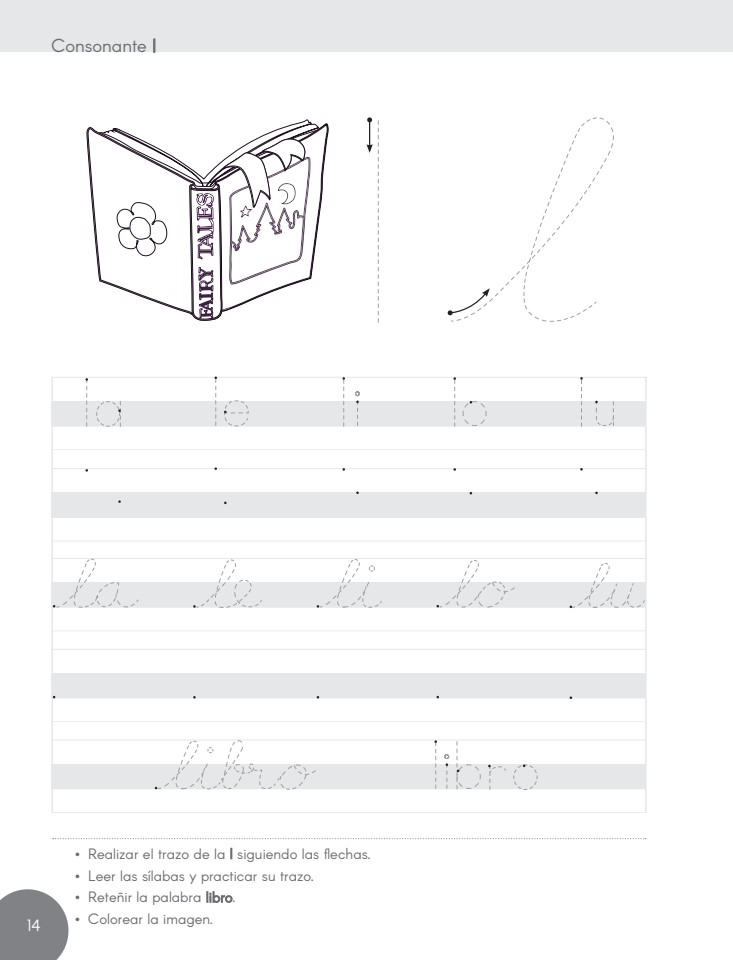 Consonante l
FAIRY TALES
la le li lo lu
la le li lo lu
libro libro
• Realizar el trazo de la l siguiendo las flechas.
• Leer las sílabas y practicar su trazo.
• Reteñir la palabra libro.
• Colorear la imagen.
14